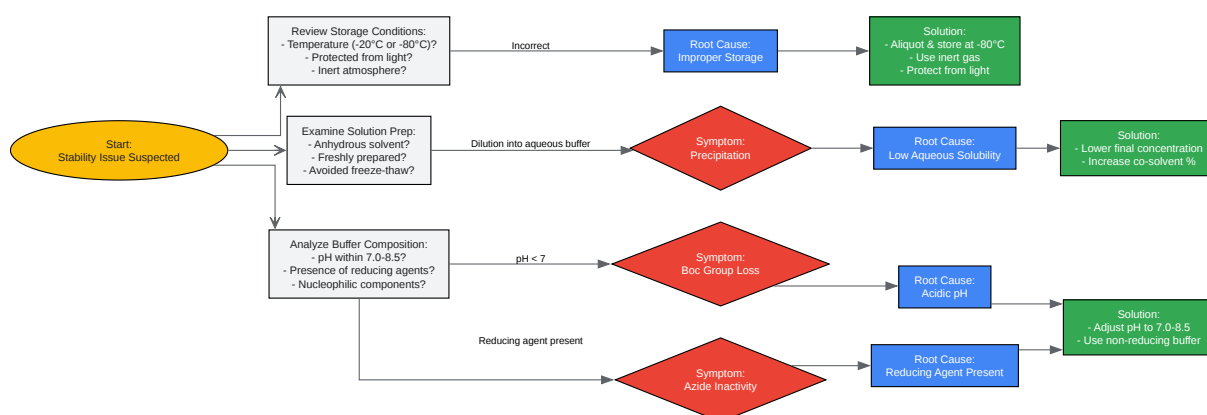 Review Storage Conditions:
- Temperature (-20°C or -80°C)?
- Protected from light?
- Inert atmosphere?
Incorrect
Root Cause:
Improper Storage
Solution:
- Aliquot & store at -80°C
- Use inert gas
- Protect from light
Start:
Stability Issue Suspected
Examine Solution Prep:
- Anhydrous solvent?
- Freshly prepared?
- Avoided freeze-thaw?
Dilution into aqueous buffer
Symptom:
Precipitation
Root Cause:
Low Aqueous Solubility
Solution:
- Lower final concentration
- Increase co-solvent %
Analyze Buffer Composition:
- pH within 7.0-8.5?
- Presence of reducing agents?
- Nucleophilic components?
pH < 7
Symptom:
Boc Group Loss
Root Cause:
Acidic pH
Solution:
- Adjust pH to 7.0-8.5
- Use non-reducing buffer
Reducing agent present
Symptom:
Azide Inactivity
Root Cause:
Reducing Agent Present